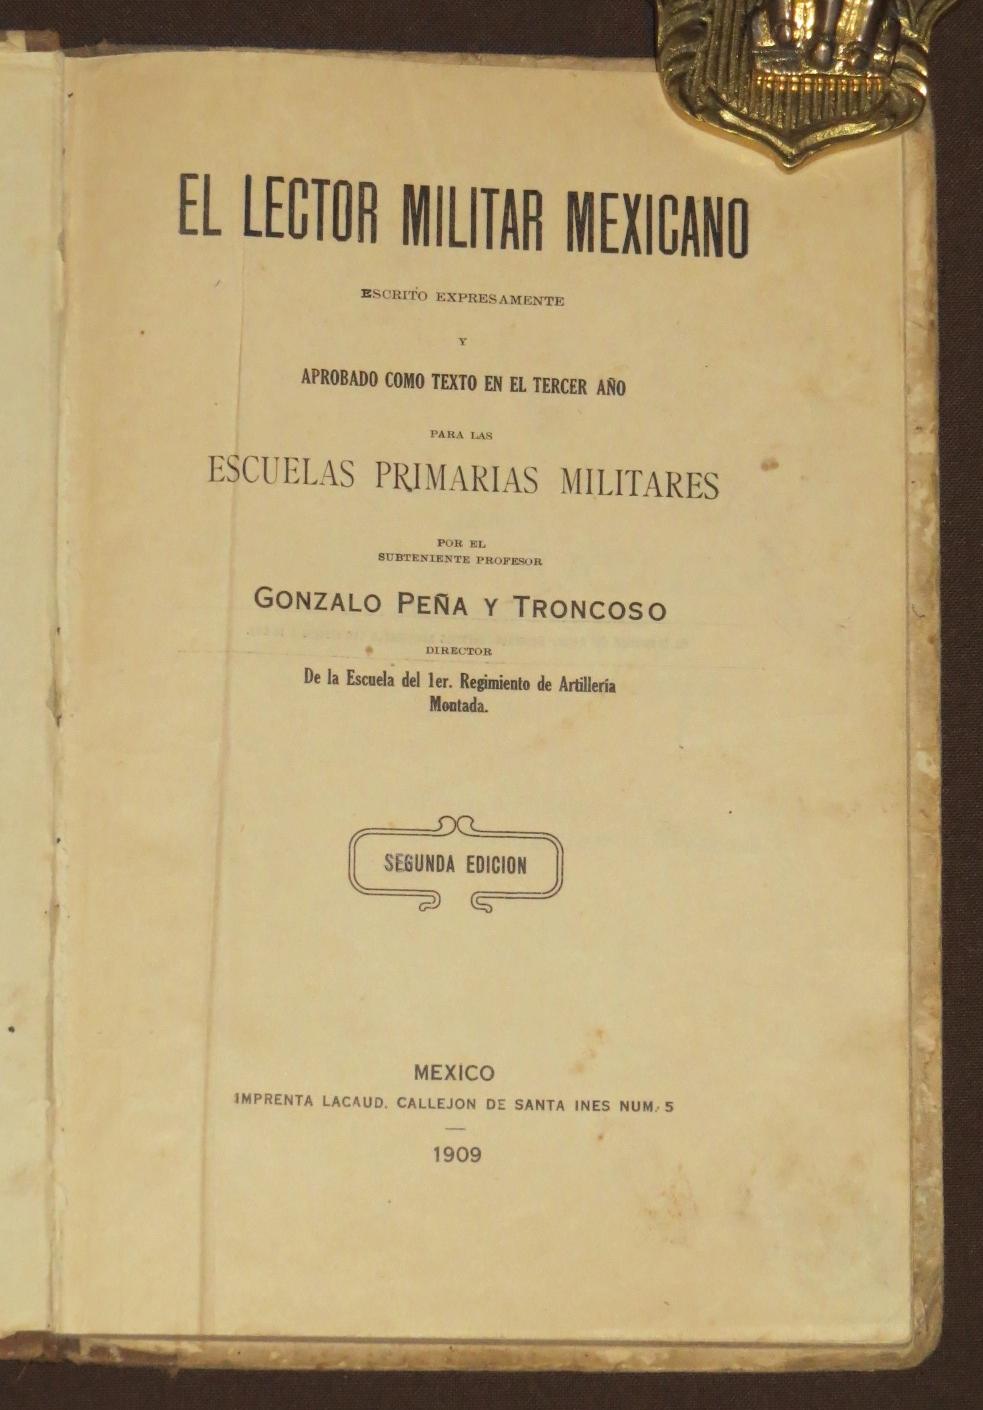 EL LECTOR MILITAR MEXICANO
ESCRITO EXPRESAMENTE
Y
APROBADO COMO TEXTO EN EL TERCER AÑO
PARA LAS
ESCUELAS PRIMARIAS MILITARES
POR EL
SUBTENIENTE PROFESOR
GONZALO PEÑA Y TRONCOSO
DIRECTOR
De la Escuela del 1er. Regimiento de Artillería
Montada.
SEGUNDA EDICION
MEXICO
IMPRENTA LACAUD. CALLEJON DE SANTA INES NUM. 5
1909